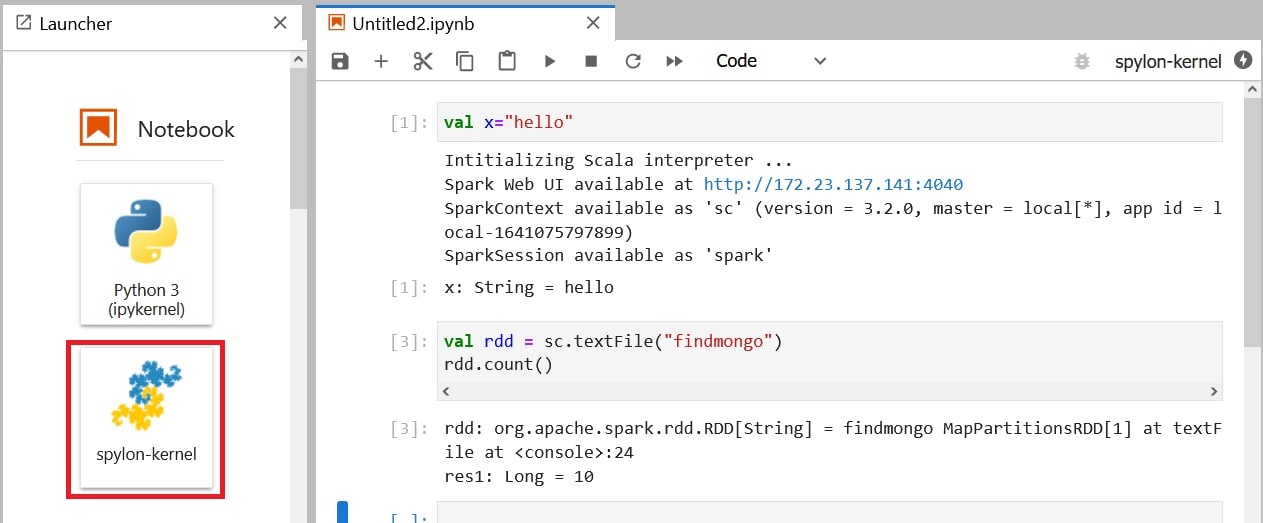 Launcher
Notebook
Python 3
(ipykernel)
spylon-kernel
Untitled2.ipynb
Code
spylon-kernel
[1]: val x="hello"
Intitializing Scala interpreter ...
Spark Web UI available at http://172.23.137.141:4040
SparkContext available as 'sc' (version = 3.2.0, master = local[*], app id = l
ocal-1641075797899)
SparkSession available as 'spark'
[1]: x: String = hello
[3]: val rdd = sc.textFile("findmongo")
rdd.count()
[3]: rdd: org.apache.spark.rdd.RDD[String] = findmongo MapPartitionsRDD[1] at textF
ile at <console>:24
res1: Long = 10
[ ]: